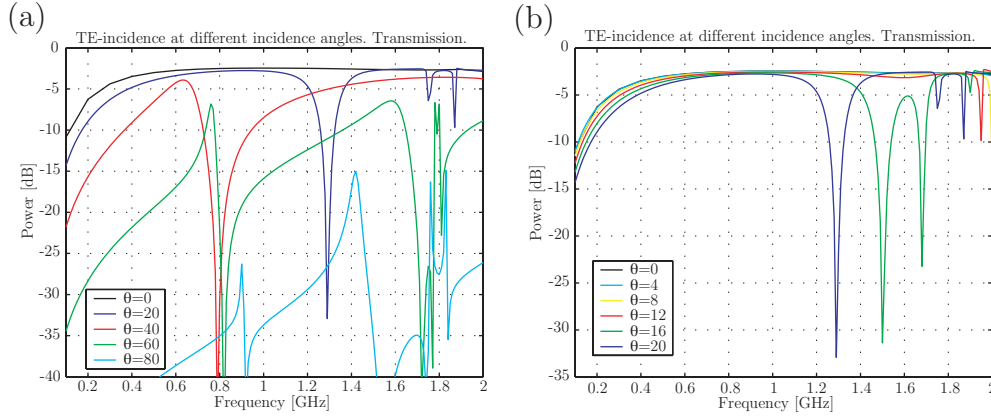 (a)
TE-incidence at different incidence angles. Transmission.
0
-5
-10
-15
-20
-25
-30
-35
-40
Power [dB]
θ=0
θ=20
θ=40
θ=60
θ=80
0.2 0.4 0.6 0.8 1 1.2 1.4 1.6 1.8 2
Frequency [GHz]
(b)
TE-incidence at different incidence angles. Transmission.
0
-5
-10
-15
-20
-25
-30
-35
Power [dB]
θ=0
θ=4
θ=8
θ=12
θ=16
θ=20
0.2 0.4 0.6 0.8 1 1.2 1.4 1.6 1.8 2
Frequency [GHz]